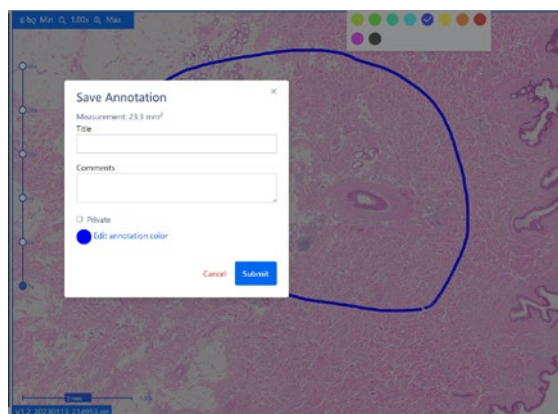 Min 1.00x Max
Save Annotation
×
Measurement: 23.3 mm²
Title
Comments
Private
Edit annotation color
Cancel Submit
1 mm